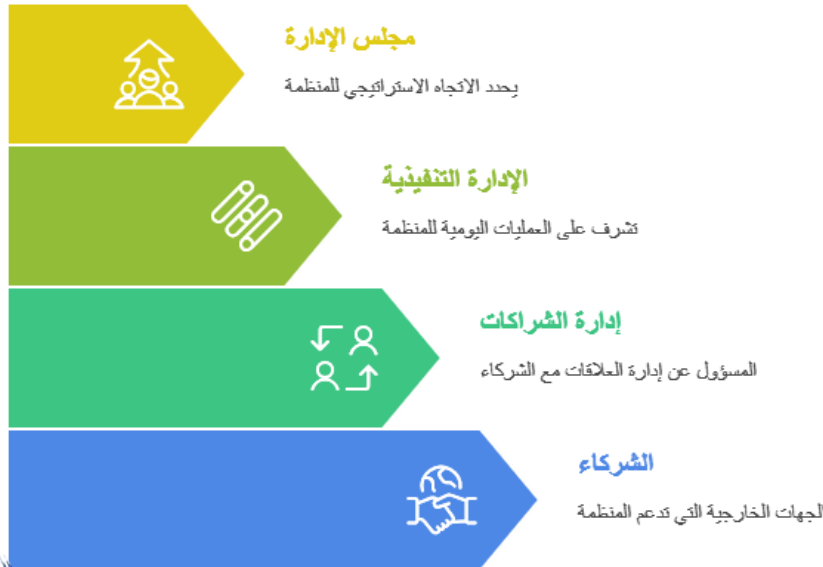 مجلس الإدارة
يحدد الاتجاه الاستراتيجي للمنظمة
الإدارة التنفيذية
تشرف على العمليات اليومية للمنظمة
إدارة الشراكات
المسؤول عن إدارة العلاقات مع الشركاء
الشركاء
الجهات الخارجية التي تدعم المنظمة